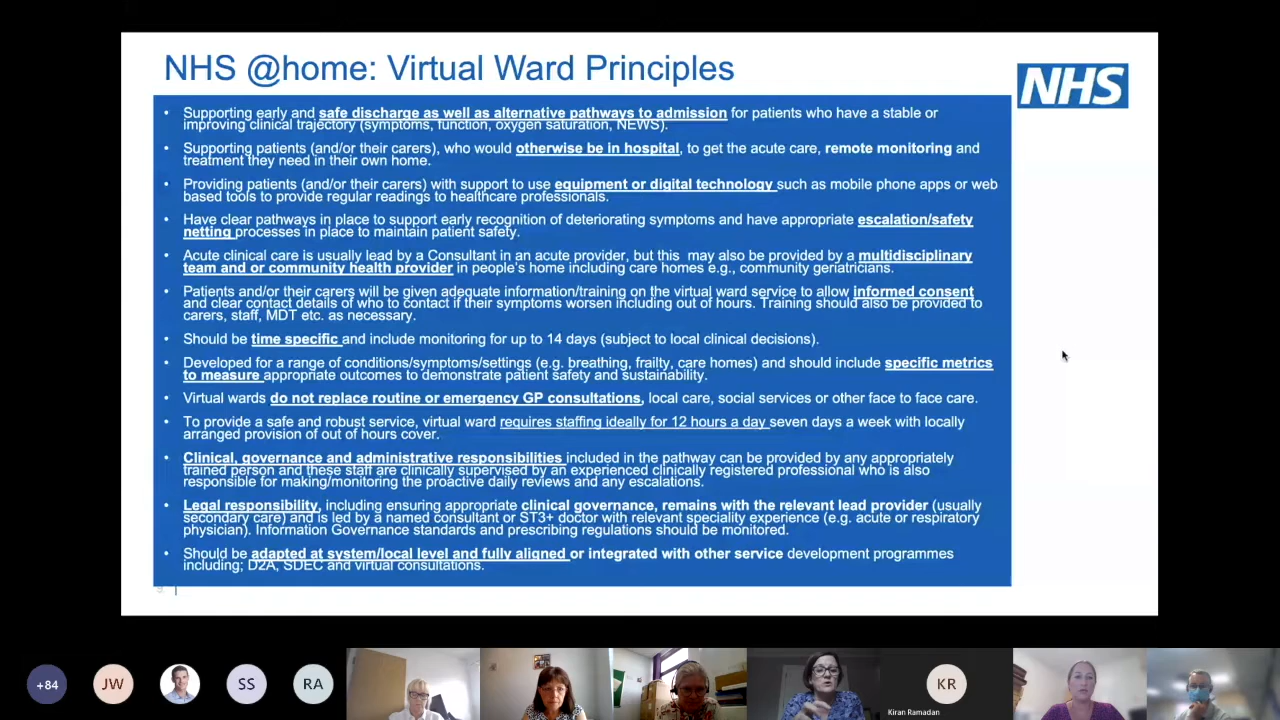 NHS @home: Virtual Ward Principles
NHS
• Supporting early and safe discharge as well as alternative pathways to admission for patients who have a stable or
improving clinical trajectory (symptoms, function, oxygen saturation, NEWS).
• Supporting patients (and/or their carers), who would otherwise be in hospital, to get the acute care, remote monitoring and
treatment they need in their own home.
• Providing patients (and/or their carers) with support to use equipment or digital technology such as mobile phone apps or web
based tools to provide regular readings to healthcare professionals.
• Have clear pathways in place to support early recognition of deteriorating symptoms and have appropriate escalation/safety
netting processes in place to maintain patient safety.
• Acute clinical care is usually lead by a Consultant in an acute provider, but this may also be provided by a multidisciplinary
team and or community health provider in people's home including care homes e.g., community geriatricians.
• Patients and/or their carers will be given adequate information/training on the virtual ward service to allow informed consent
and clear contact details of who to contact if their symptoms worsen including out of hours. Training should also be provided to
carers, staff, MDT etc. as necessary.
• Should be time specific and include monitoring for up to 14 days (subject to local clinical decisions).
• Developed for a range of conditions/symptoms/settings (e.g. breathing, frailty, care homes) and should include specific metrics
to measure appropriate outcomes to demonstrate patient safety and sustainability.
• Virtual wards do not replace routine or emergency GP consultations, local care, social services or other face to face care.
• To provide a safe and robust service, virtual ward requires staffing ideally for 12 hours a day seven days a week with locally
arranged provision of out of hours cover.
• Clinical, governance and administrative responsibilities included in the pathway can be provided by any appropriately
trained person and these staff are clinically supervised by an experienced clinically registered professional who is also
responsible for making/monitoring the proactive daily reviews and any escalations.
• Legal responsibility, including ensuring appropriate clinical governance, remains with the relevant lead provider (usually
secondary care) and is led by a named consultant or ST3+ doctor with relevant speciality experience (e.g. acute or respiratory
physician). Information Governance standards and prescribing regulations should be monitored.
• Should be adapted at system/local level and fully aligned or integrated with other service development programmes
including; D2A, SDEC and virtual consultations.
+84
JW
SS
RA
KR
Kiran Ramadan